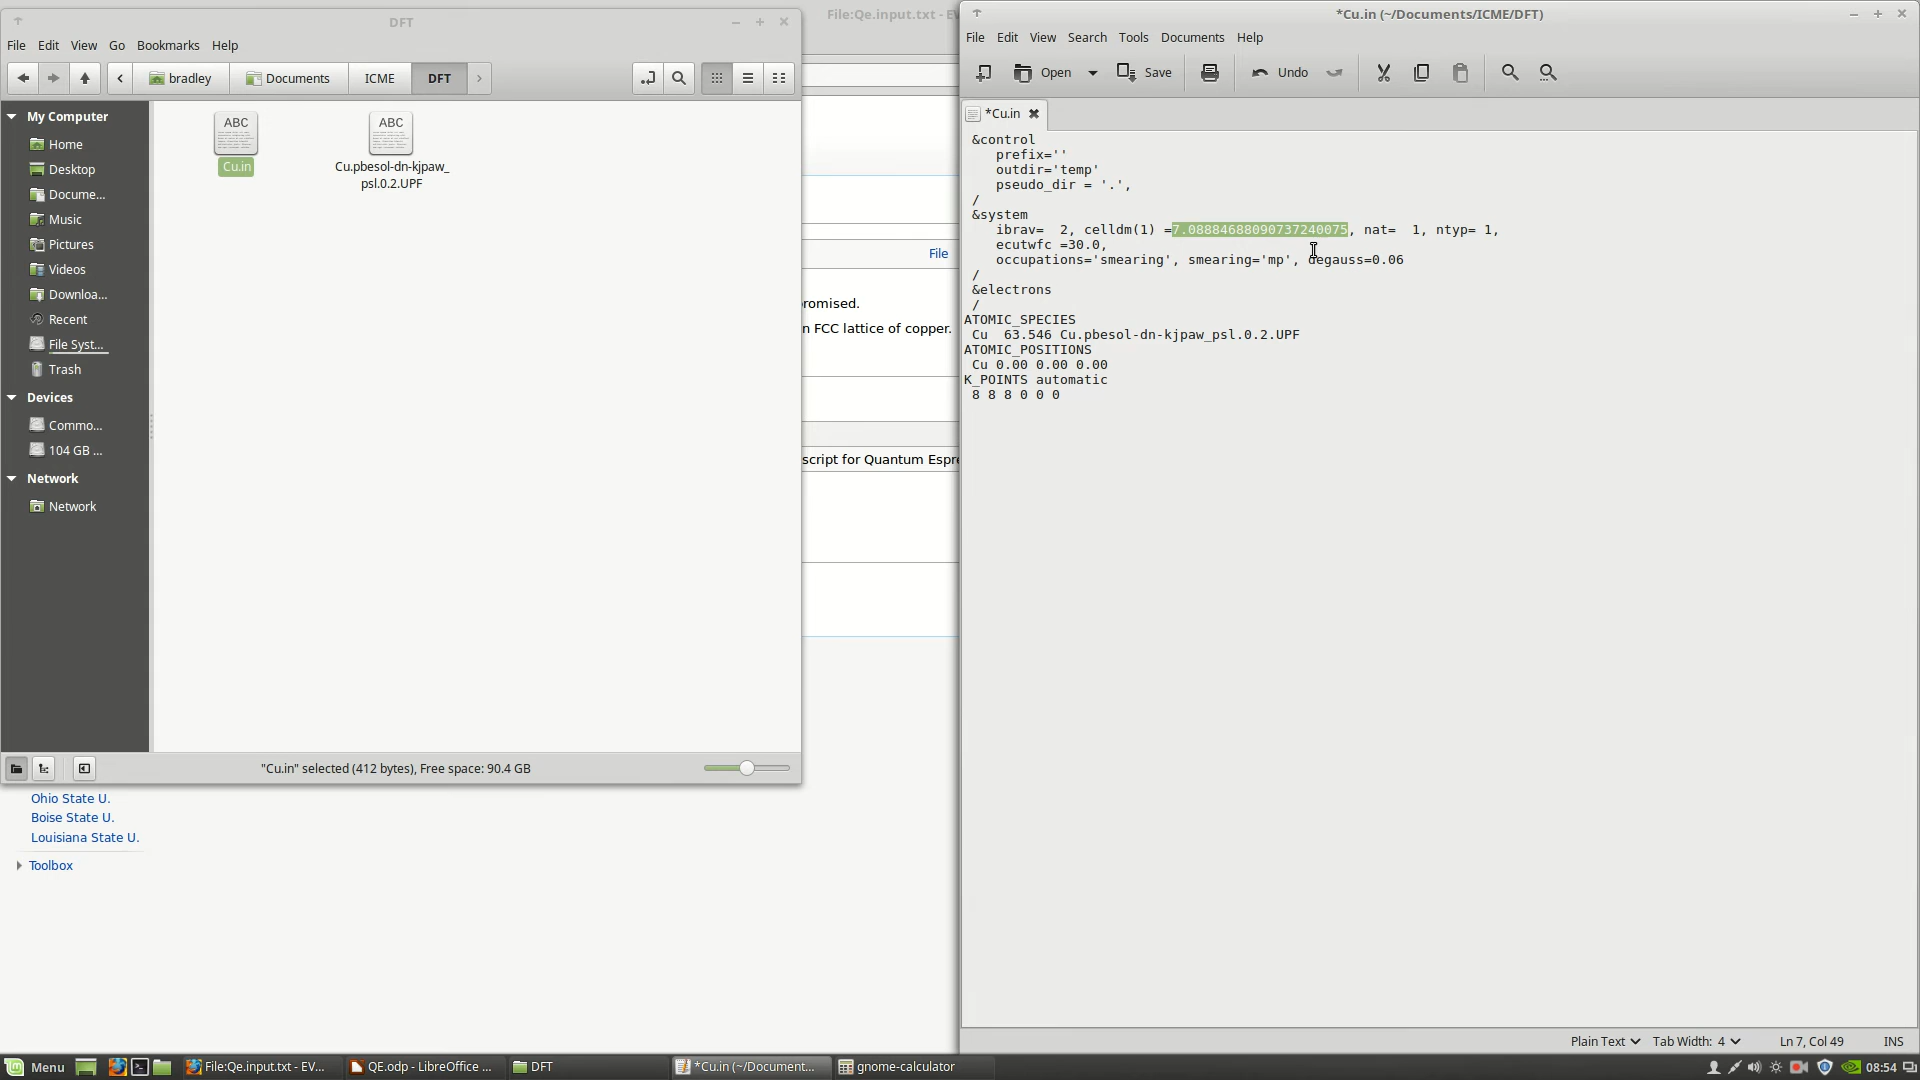 DFT
File Edit View Go Bookmarks Help
bradley Documents ICME DFT
My Computer
Home
Desktop
Docume...
Music
Pictures
Videos
Downloa...
Recent
File Syst...
Trash
Devices
Commo...
104 GB ...
Network
Network
ABC
Cu.in
ABC
Cu.pbesol-dn-kjpaw_
psl.0.2.UPF
"Cu.in" selected (412 bytes), Free space: 90.4 GB
Ohio State U.
Boise State U.
Louisiana State U.
Toolbox
File:Qe.input.txt - EV
File
romised.
n FCC lattice of copper.
script for Quantum Espre
*Cu.in (~/Documents/ICME/DFT)
File Edit View Search Tools Documents Help
Open Save Undo
*Cu.in
&control
prefix=''
outdir='temp'
pseudo_dir = '.',
/
&system
ibrav=  2, celldm(1) =7.08884688090737240075, nat=  1, ntyp= 1,
ecutwfc =30.0,
occupations='smearing', smearing='mp', degauss=0.06
/
&electrons
/
ATOMIC_SPECIES
Cu  63.546 Cu.pbesol-dn-kjpaw_psl.0.2.UPF
ATOMIC_POSITIONS
Cu 0.00 0.00 0.00
K_POINTS automatic
8 8 8 0 0 0
Plain Text Tab Width: 4 Ln 7, Col 49 INS
Menu File:Qe.input.txt - EV... QE.odp - LibreOffice ... DFT *Cu.in (~/Document... gnome-calculator 08:54